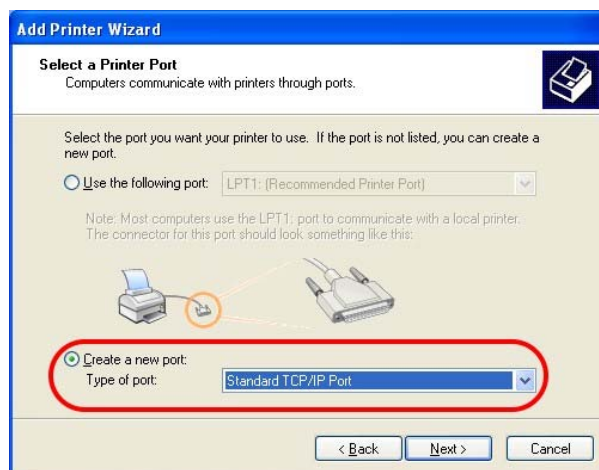 Add Printer Wizard
Select a Printer Port
Computers communicate with printers through ports.
Select the port you want your printer to use. If the port is not listed, you can create a
new port.
Use the following port: LPT1: (Recommended Printer Port)
Note: Most computers use the LPT1: port to communicate with a local printer.
The connector for this port should look something like this:
Create a new port:
Type of port: Standard TCP/IP Port
< Back Next > Cancel